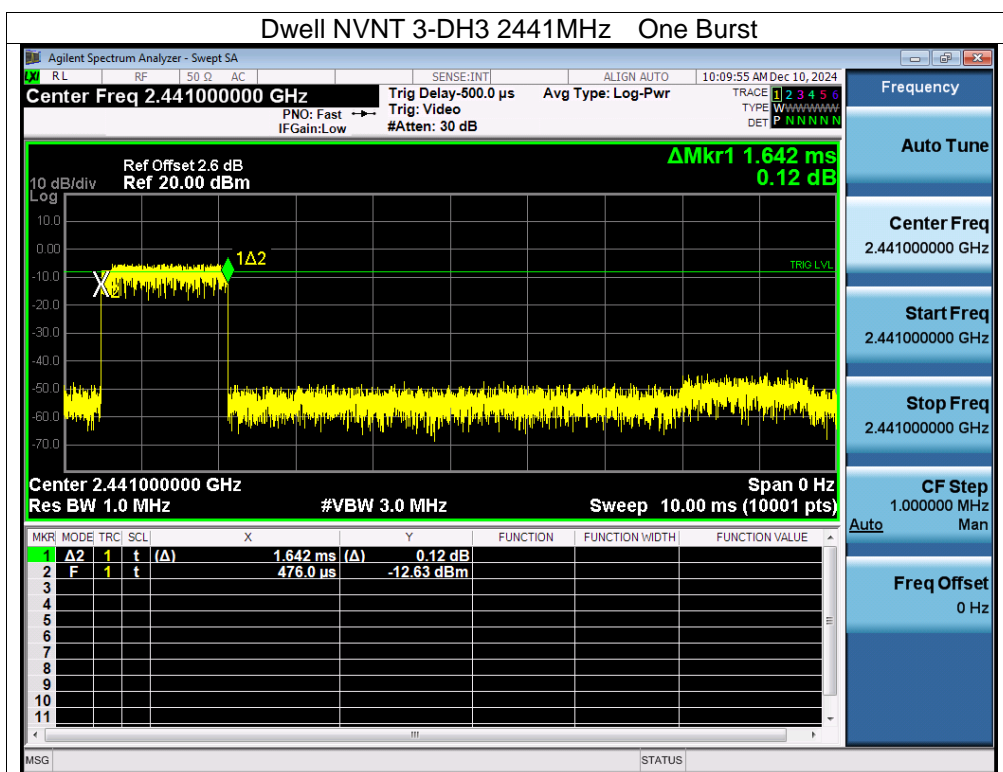 Dwell NVNT 3-DH3 2441MHz One Burst
Agilent Spectrum Analyzer - Swept SA
LXI RL RF 50 Ω AC SENSE:INT ALIGN AUTO 10:09:55 AM Dec 10, 2024
Center Freq 2.441000000 GHz
PNO: Fast
IFGain:Low
Trig Delay-500.0 µs
Trig: Video
#Atten: 30 dB
Avg Type: Log-Pwr
TRACE 1 2 3 4 5 6
TYPE WWWWWW
DET P N N N N N
Frequency
Auto Tune
Center Freq
2.441000000 GHz
Start Freq
2.441000000 GHz
Stop Freq
2.441000000 GHz
CF Step
1.000000 MHz
Auto Man
Freq Offset
0 Hz
ΔMkr1 1.642 ms
0.12 dB
Ref Offset 2.6 dB
10 dB/div Ref 20.00 dBm
Log
10.0
0.00
-10.0
-20.0
-30.0
-40.0
-50.0
-60.0
-70.0
1Δ2
2
TRIG LVL
Center 2.441000000 GHz Span 0 Hz
Res BW 1.0 MHz #VBW 3.0 MHz Sweep 10.00 ms (10001 pts)
MKR MODE TRC SCL X Y FUNCTION FUNCTION WIDTH FUNCTION VALUE
1 Δ2 1 t (Δ) 1.642 ms (Δ) 0.12 dB
2 F 1 t 476.0 µs -12.63 dBm
3
4
5
6
7
8
9
10
11
MSG STATUS